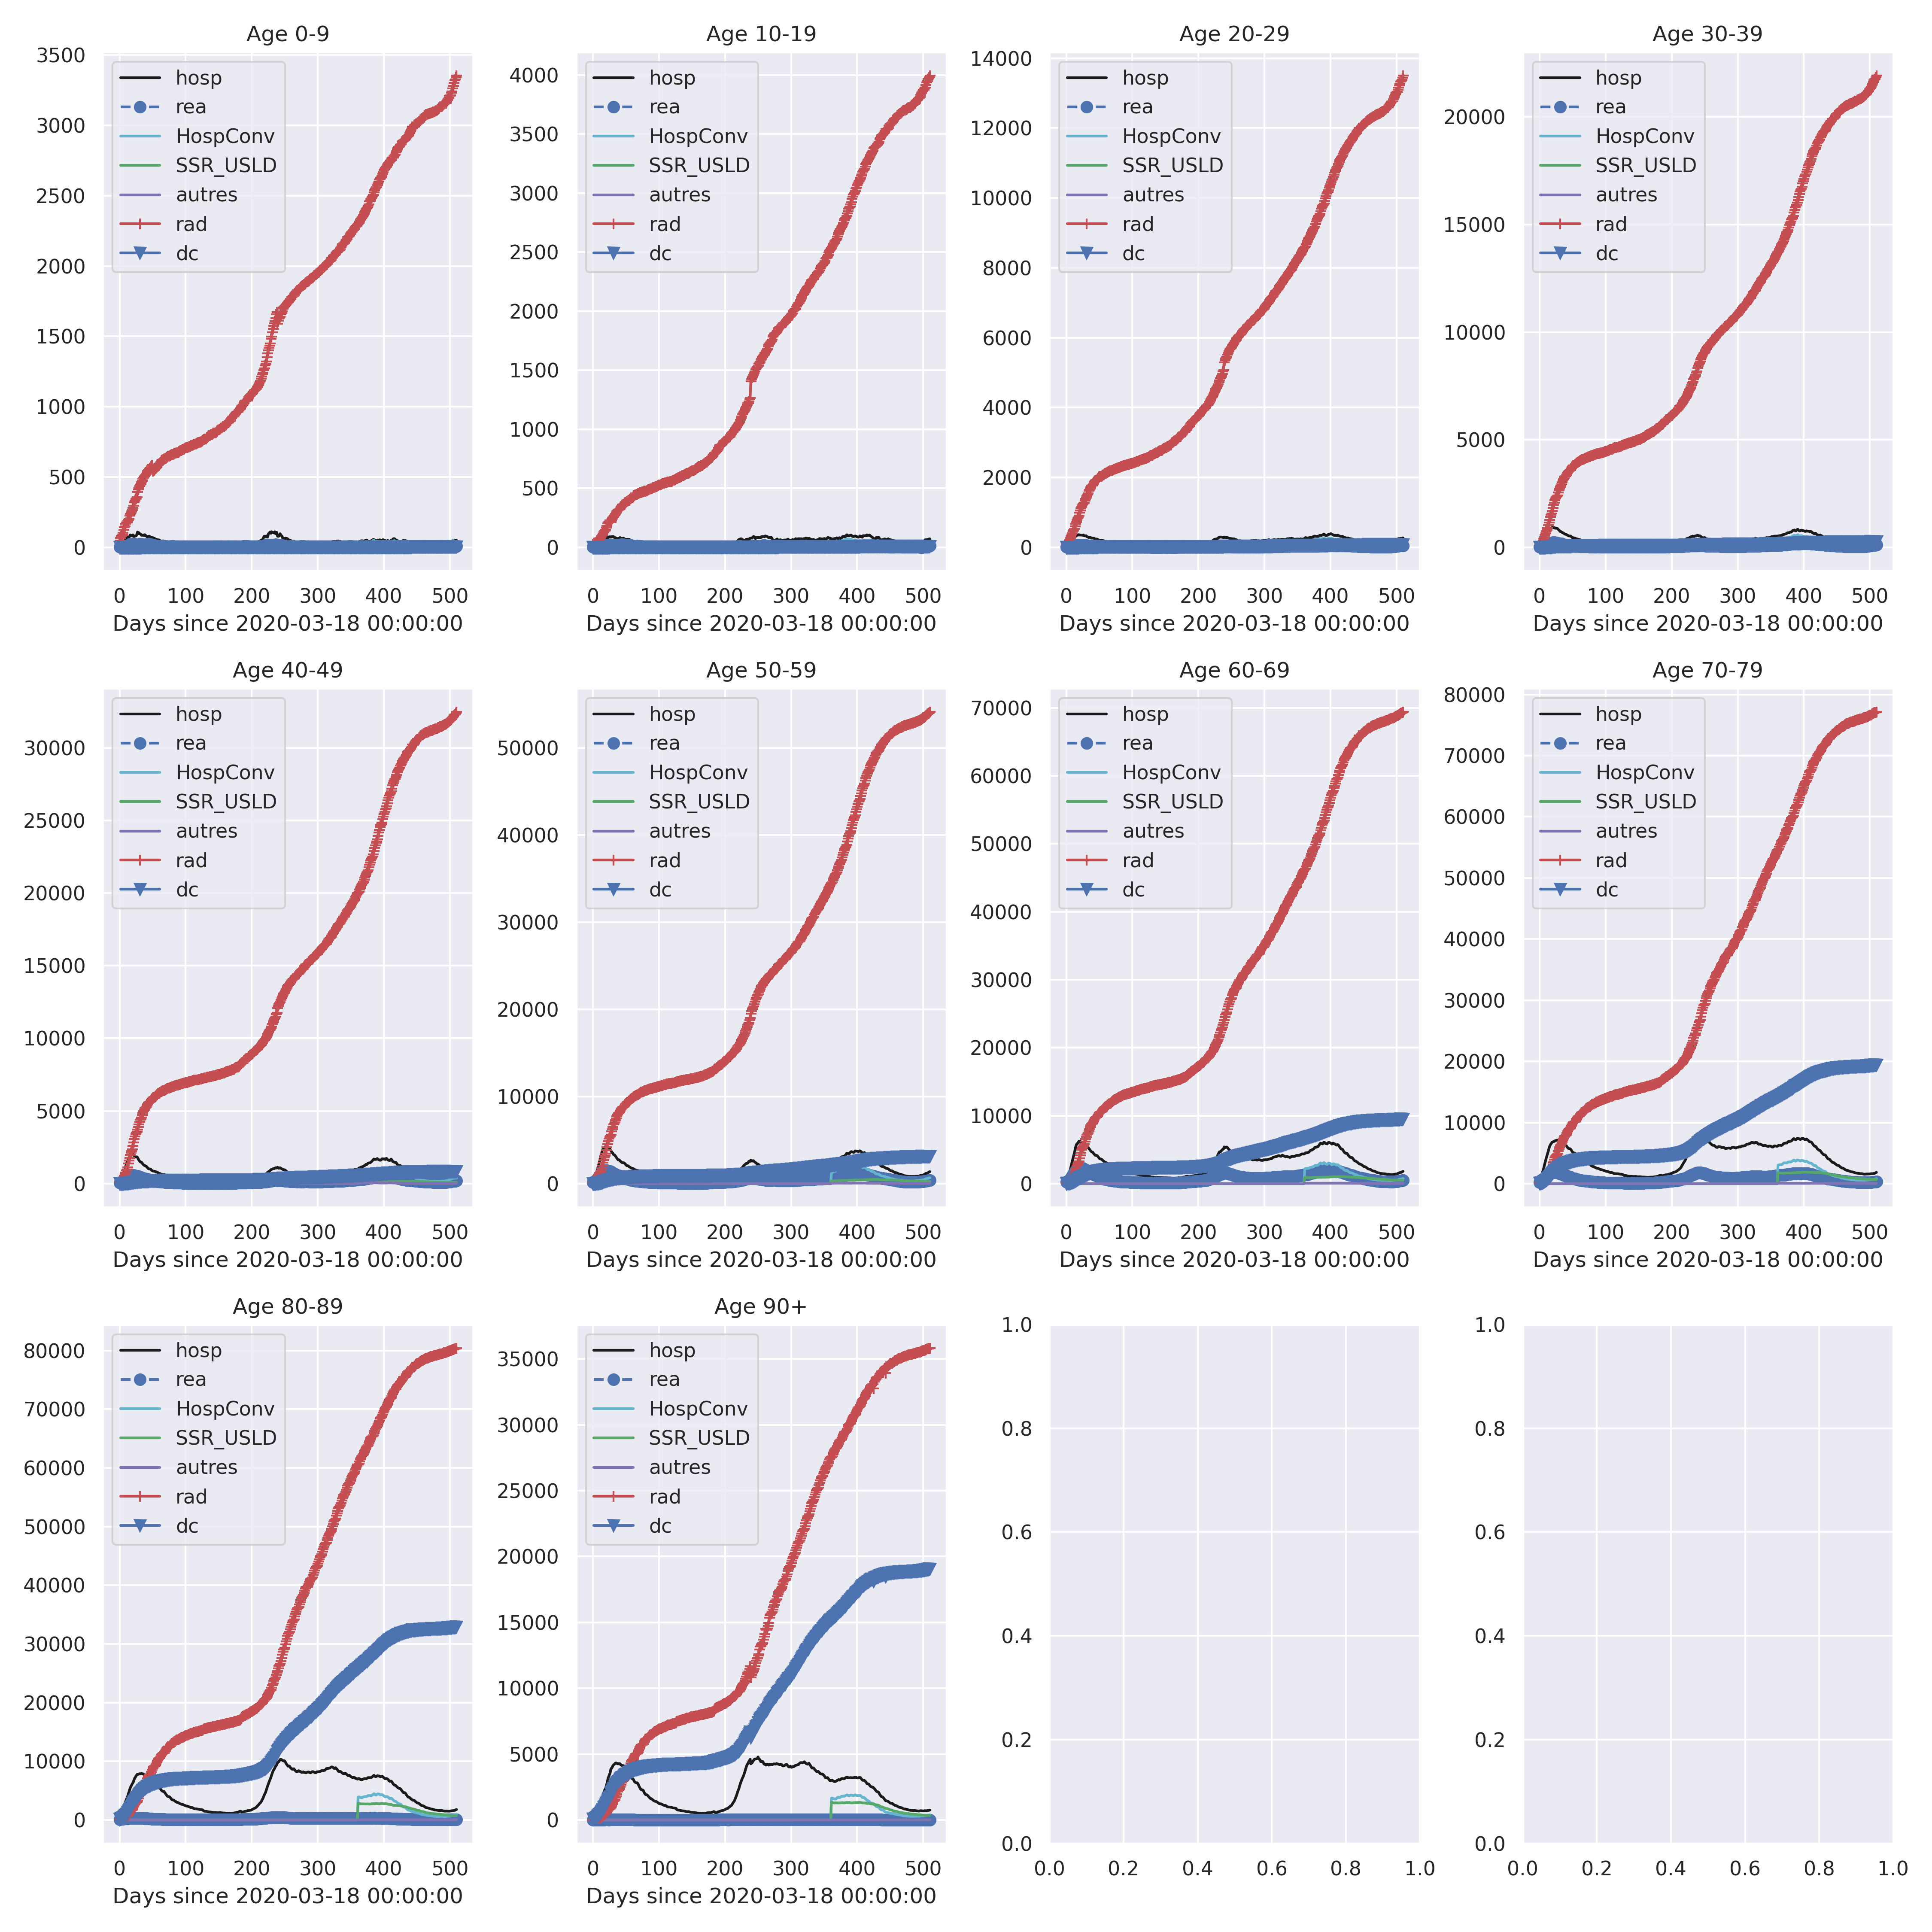 Age 0-9
3500
3000
2500
2000
1500
1000
500
0
hosp
rea
HospConv
SSR_USLD
autres
rad
dc
0 100 200 300 400 500
Days since 2020-03-18 00:00:00
Age 10-19
4000
3500
3000
2500
2000
1500
1000
500
0
hosp
rea
HospConv
SSR_USLD
autres
rad
dc
0 100 200 300 400 500
Days since 2020-03-18 00:00:00
Age 20-29
14000
12000
10000
8000
6000
4000
2000
0
hosp
rea
HospConv
SSR_USLD
autres
rad
dc
0 100 200 300 400 500
Days since 2020-03-18 00:00:00
Age 30-39
20000
15000
10000
5000
0
hosp
rea
HospConv
SSR_USLD
autres
rad
dc
0 100 200 300 400 500
Days since 2020-03-18 00:00:00
Age 40-49
30000
25000
20000
15000
10000
5000
0
hosp
rea
HospConv
SSR_USLD
autres
rad
dc
0 100 200 300 400 500
Days since 2020-03-18 00:00:00
Age 50-59
50000
40000
30000
20000
10000
0
hosp
rea
HospConv
SSR_USLD
autres
rad
dc
0 100 200 300 400 500
Days since 2020-03-18 00:00:00
Age 60-69
70000
60000
50000
40000
30000
20000
10000
0
hosp
rea
HospConv
SSR_USLD
autres
rad
dc
0 100 200 300 400 500
Days since 2020-03-18 00:00:00
Age 70-79
80000
70000
60000
50000
40000
30000
20000
10000
0
hosp
rea
HospConv
SSR_USLD
autres
rad
dc
0 100 200 300 400 500
Days since 2020-03-18 00:00:00
Age 80-89
80000
70000
60000
50000
40000
30000
20000
10000
0
hosp
rea
HospConv
SSR_USLD
autres
rad
dc
0 100 200 300 400 500
Days since 2020-03-18 00:00:00
Age 90+
35000
30000
25000
20000
15000
10000
5000
0
hosp
rea
HospConv
SSR_USLD
autres
rad
dc
0 100 200 300 400 500
Days since 2020-03-18 00:00:00
1.0
0.8
0.6
0.4
0.2
0.0
0.0 0.2 0.4 0.6 0.8 1.0
1.0
0.8
0.6
0.4
0.2
0.0
0.0 0.2 0.4 0.6 0.8 1.0